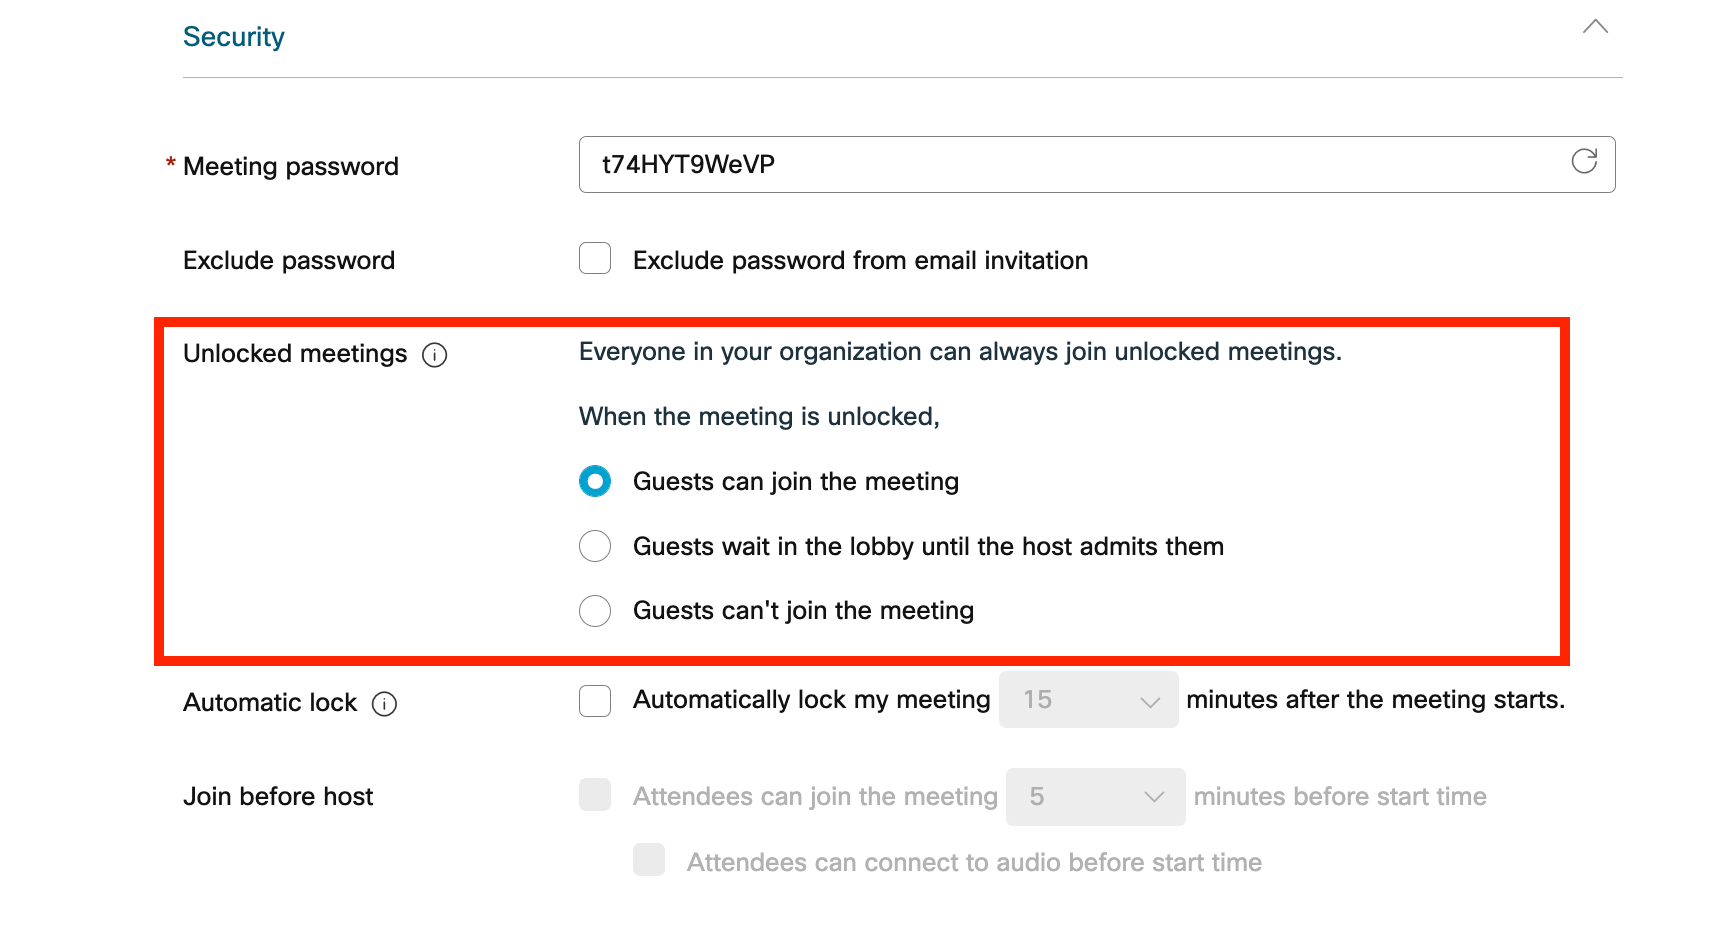 Security
* Meeting password t74HYT9WeVP
Exclude password Exclude password from email invitation
Unlocked meetings Everyone in your organization can always join unlocked meetings.
When the meeting is unlocked,
Guests can join the meeting
Guests wait in the lobby until the host admits them
Guests can't join the meeting
Automatic lock Automatically lock my meeting 15 minutes after the meeting starts.
Join before host Attendees can join the meeting 5 minutes before start time
Attendees can connect to audio before start time